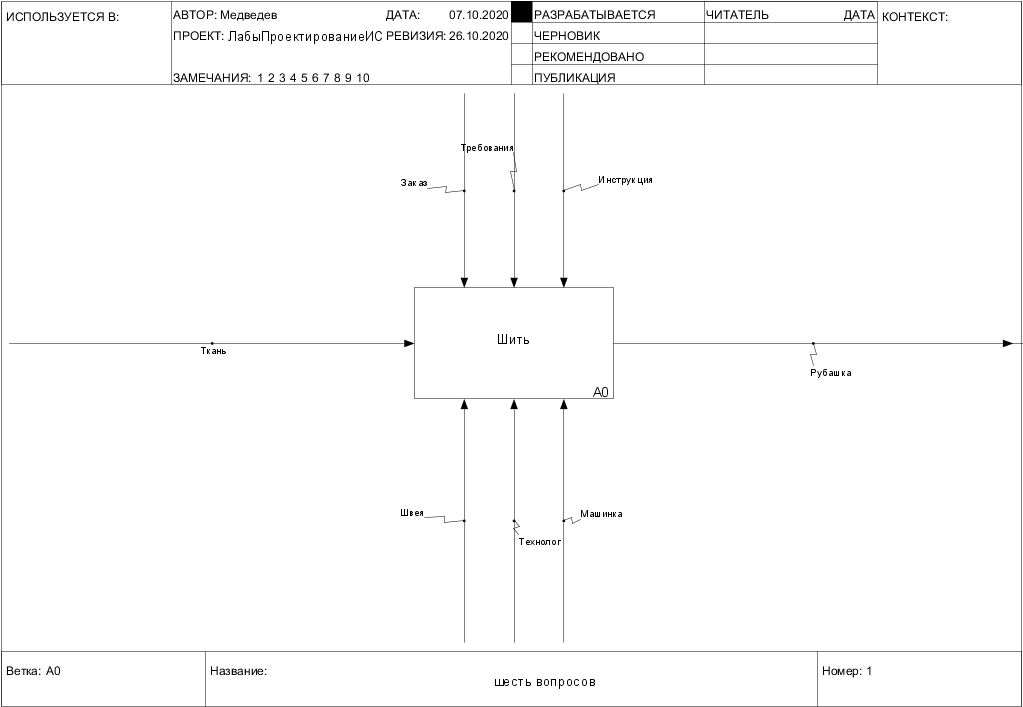 ИСПОЛЬЗУЕТСЯ В:
АВТОР: Медведев
ДАТА: 07.10.2020
РАЗРАБАТЫВАЕТСЯ
ЧИТАТЕЛЬ
ДАТА
КОНТЕКСТ:
ПРОЕКТ: ЛабыПроектированиеИС
РЕВИЗИЯ: 26.10.2020
ЧЕРНОВИК
РЕКОМЕНДОВАНО
ЗАМЕЧАНИЯ: 1 2 3 4 5 6 7 8 9 10
ПУБЛИКАЦИЯ
Требования
Заказ
Инструкция
Шить
Ткань
Рубашка
А0
Швея
Машинка
Технолог
Ветка: А0
Название:
шесть вопросов
Номер: 1